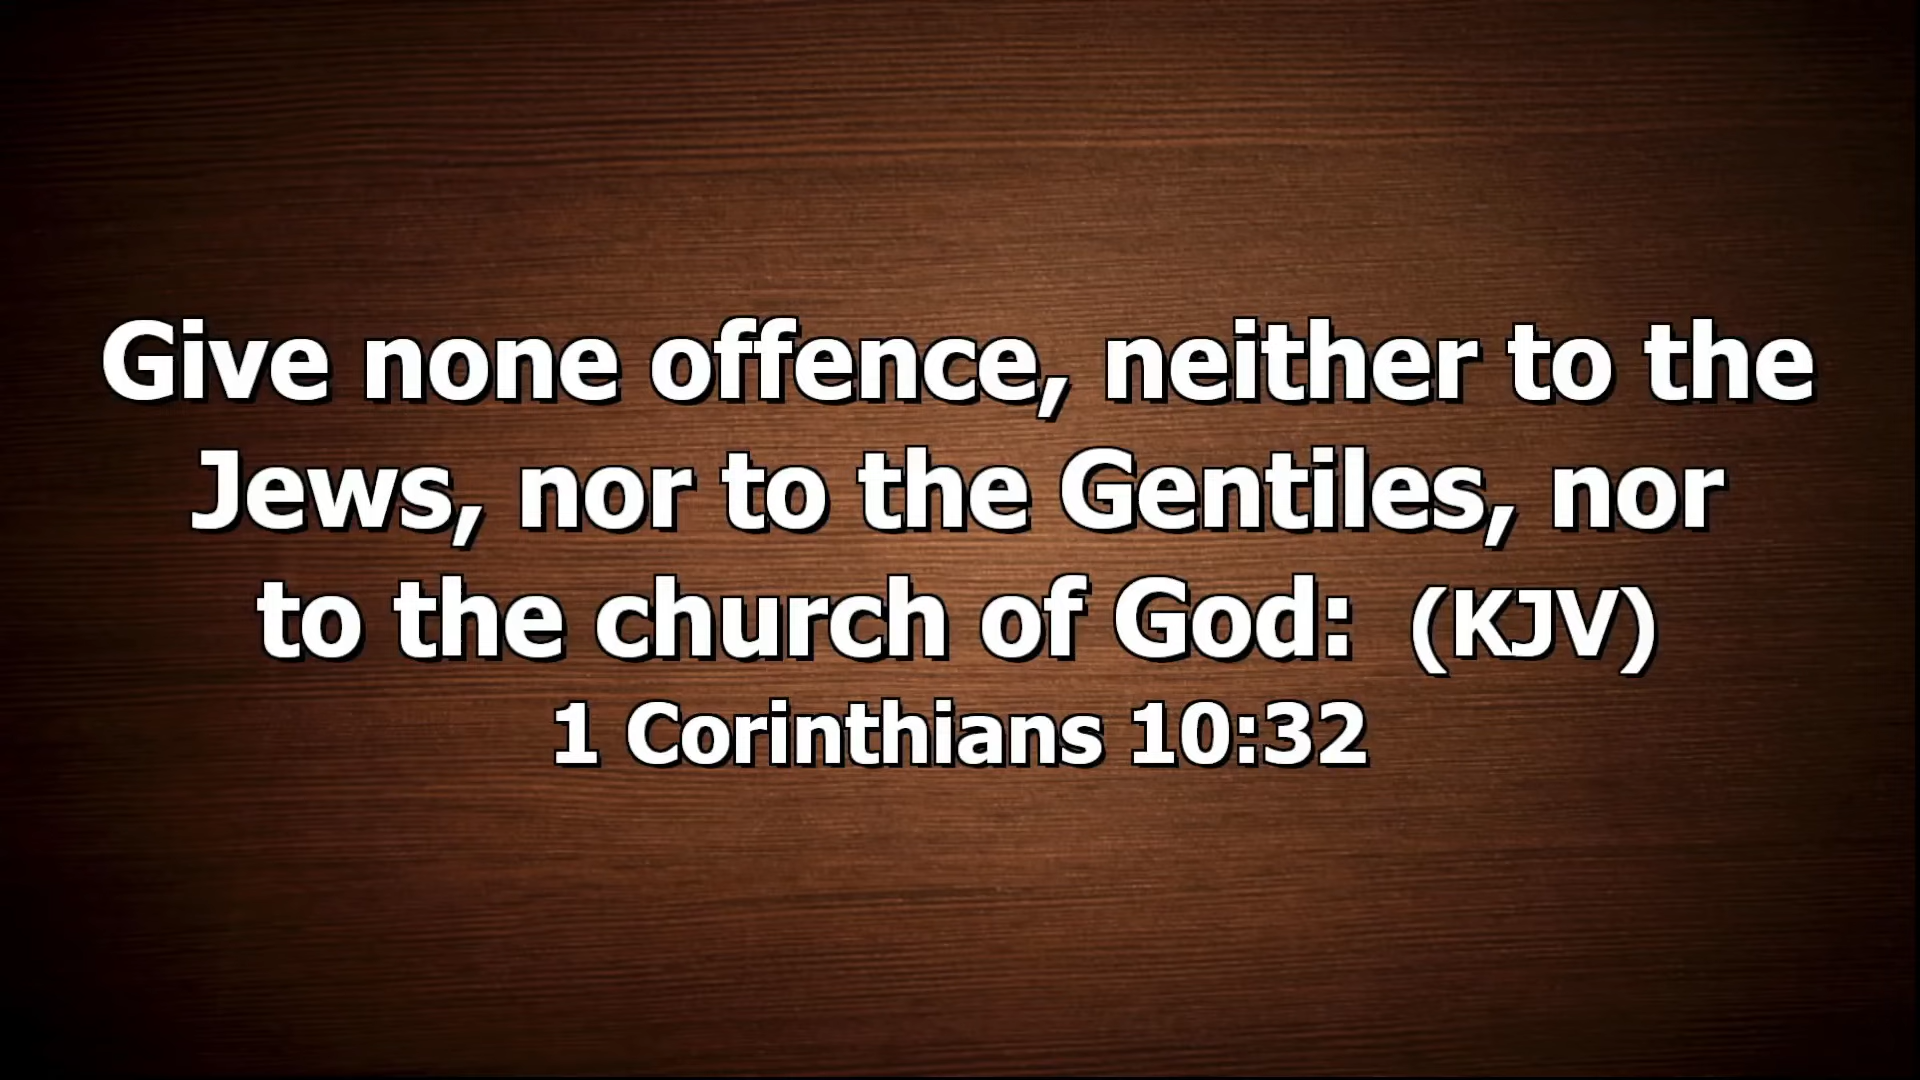 Give none offence, neither to the
Jews, nor to the Gentiles, nor
to the church of God: (KJV)
1 Corinthians 10:32